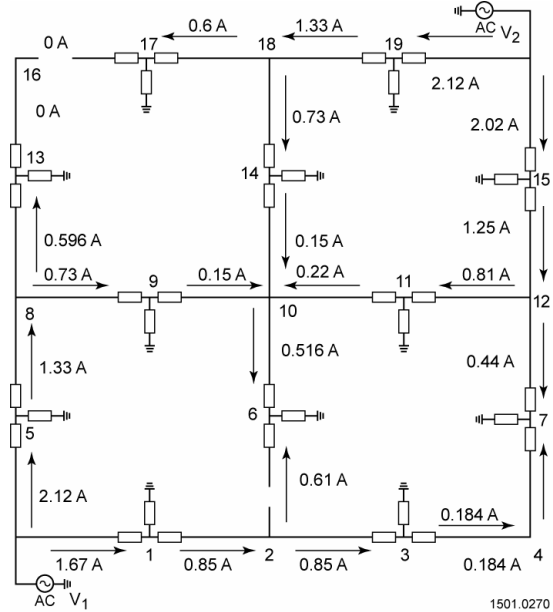 0 A
17
0.6 A
18
1.33 A
19
AC
V2
16
0 A
2.12 A
0.73 A
2.02 A
13
14
15
0.596 A
0.15 A
1.25 A
0.73 A
9
0.15 A
0.22 A
11
0.81 A
8
10
12
1.33 A
0.516 A
0.44 A
5
6
7
2.12 A
0.61 A
0.184 A
1.67 A
1
0.85 A
2
0.85 A
3
0.184 A
4
AC
V1
1501.0270